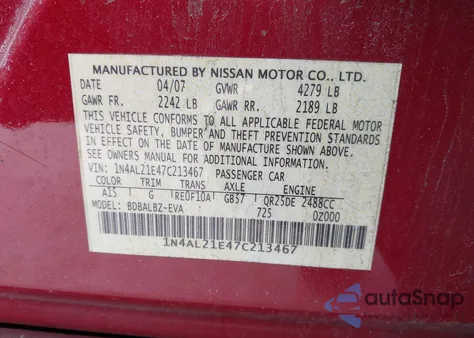 MANUFACTURED BY NISSAN MOTOR CO., LTD.
DATE 04/07 GVWR 4279 LB
GAWR FR. 2242 LB GAWR RR. 2189 LB
THIS VEHICLE CONFORMS TO ALL APPLICABLE FEDERAL MOTOR
VEHICLE SAFETY, BUMPER AND THEFT PREVENTION STANDARDS
IN EFFECT ON THE DATE OF MANUFACTURE SHOWN ABOVE.
SEE OWNERS MANUAL FOR ADDITIONAL INFORMATION
VIN: 1N4AL21E47C213467 PASSENGER CAR
COLOR TRIM TRANS AXLE ENGINE
A15 G RE0F10A GB37 QR25DE 2488CC
MODEL: BDBALBZ-EVA 725 0Z000
1N4AL21E47C213467
autaSnap